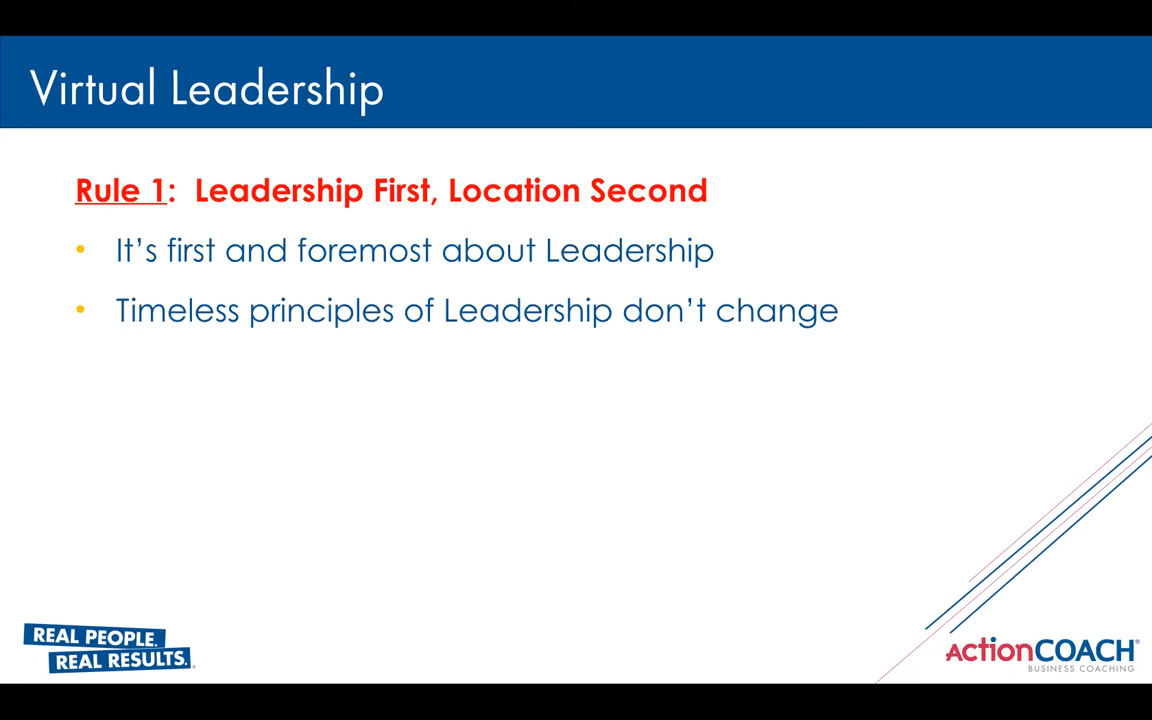 Virtual Leadership
Rule 1:  Leadership First, Location Second
• It’s first and foremost about Leadership
• Timeless principles of Leadership don’t change
REAL PEOPLE.
REAL RESULTS.
ActionCOACH®
BUSINESS COACHING